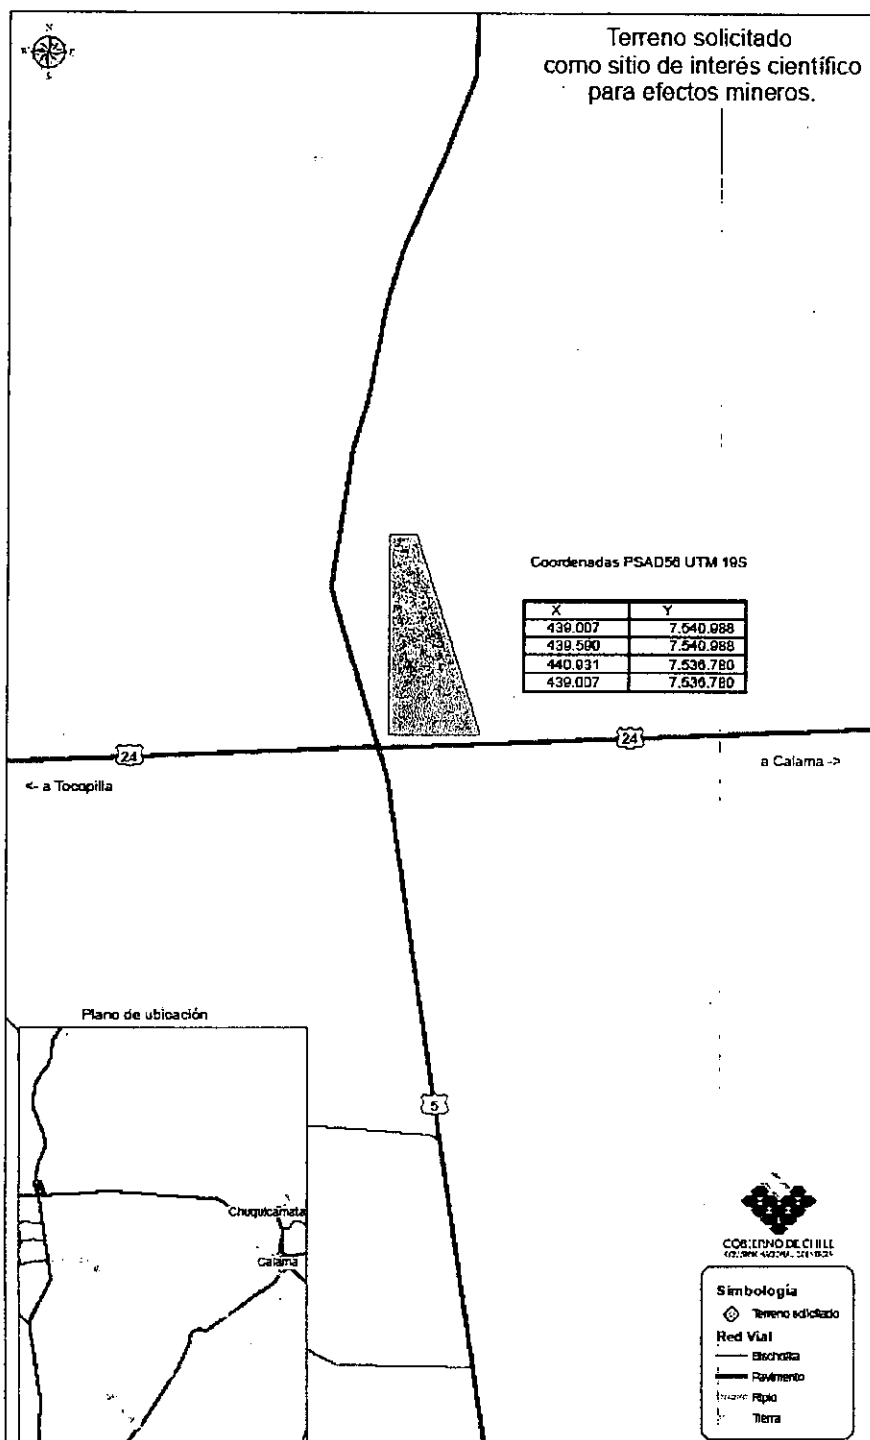 N
Terreno solicitado
como sitio de interés científico
para efectos mineros.
S
Coordenadas PSAD56 UTM 19S
X Y
439.007 7.540.988
439.590 7.540.988
440.931 7.536.780
439.007 7.536.780
24 24
<- a Tocopilla
a Calama ->
Plano de ubicación
5
Chuquicamata
Calama
GOBIERNO DE CHILE
Simbología
Terreno solicitado
Red Vial
Bischofita
Pavimento
Ripio
Tierra